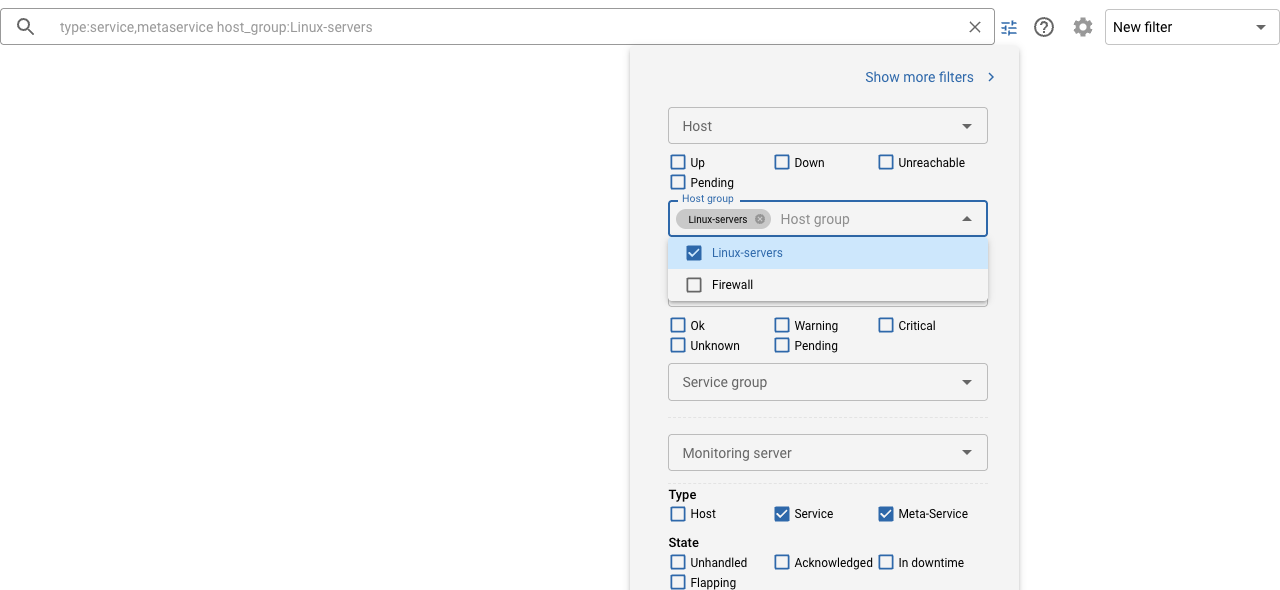 type:service,metaservice host_group:Linux-servers
New filter
Show more filters
Host
Up Down Unreachable
Pending
Host group
Linux-servers Host group
Linux-servers
Firewall
Ok Warning Critical
Unknown Pending
Service group
Monitoring server
Type
Host Service Meta-Service
State
Unhandled Acknowledged In downtime
Flapping